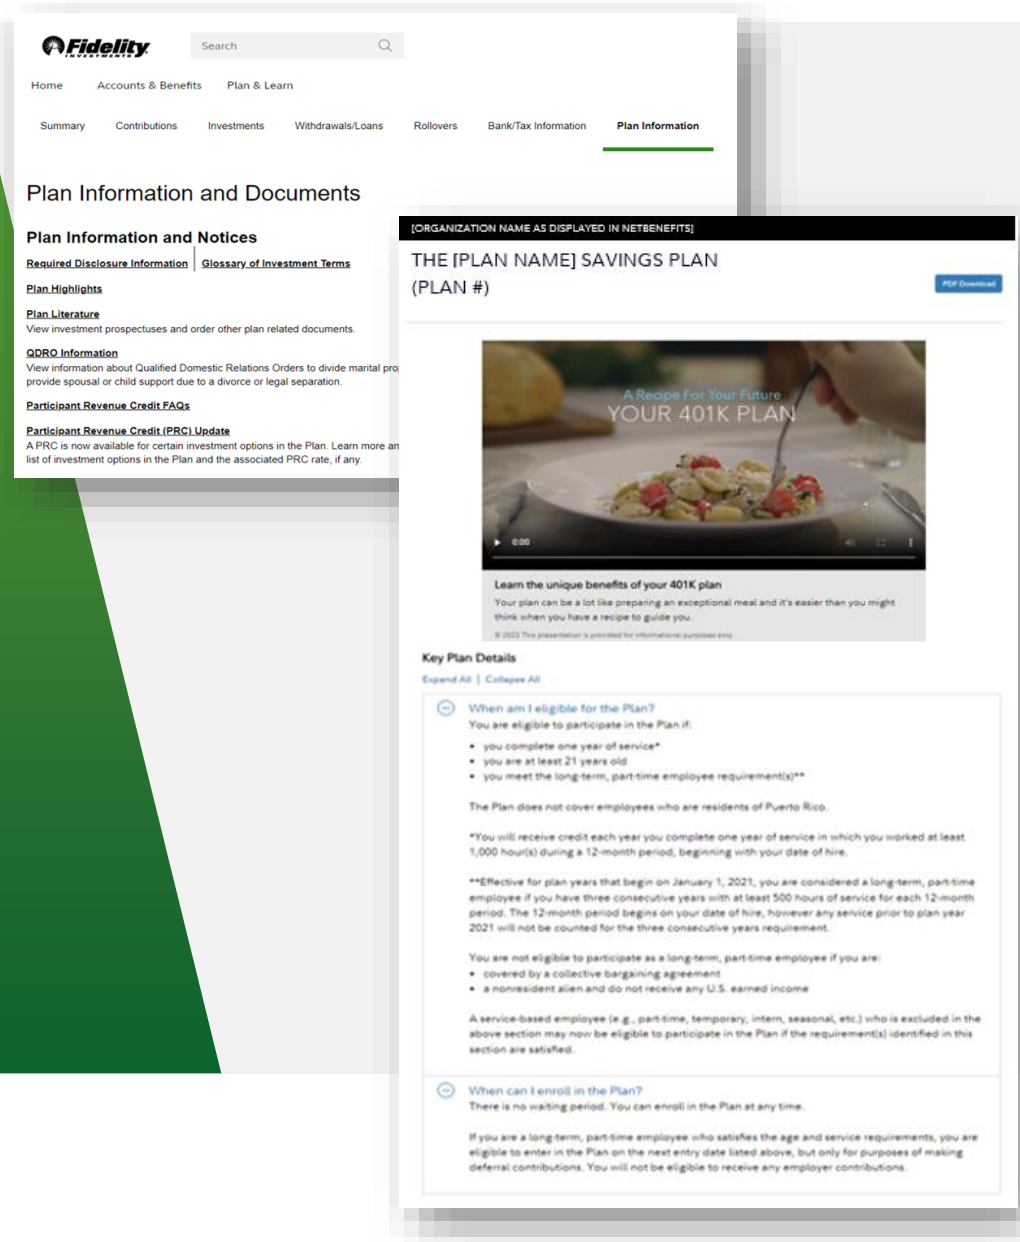 Fidelity
INVESTMENTS
Search
Home Accounts & Benefits Plan & Learn
Summary Contributions Investments Withdrawals/Loans Rollovers Bank/Tax Information Plan Information
Plan Information and Documents
Plan Information and Notices
Required Disclosure Information | Glossary of Investment Terms
Plan Highlights
Plan Literature
View investment prospectuses and order other plan related documents.
QDRO Information
View information about Qualified Domestic Relations Orders to divide marital
provide spousal or child support due to a divorce or legal separation.
Participant Revenue Credit FAQs
Participant Revenue Credit (PRC) Update
A PRC is now available for certain investment options in the Plan. Learn more
list of investment options in the Plan and the associated PRC rate, if any.
[ORGANIZATION NAME AS DISPLAYED IN NETBENEFITS]
THE [PLAN NAME] SAVINGS PLAN
(PLAN #)
PDF Download
A Recipe For Your Future
YOUR 401K PLAN
0:00
Learn the unique benefits of your 401K plan
Your plan can be a lot like preparing an exceptional meal and it's easier than you might
think when you have a recipe to guide you.
© 2023 This presentation is provided for informational purposes only
Key Plan Details
Expand All | Collapse All
When am I eligible for the Plan?
You are eligible to participate in the Plan if:
• you complete one year of service*
• you are at least 21 years old
• you meet the long-term, part-time employee requirement(s)**
The Plan does not cover employees who are residents of Puerto Rico.
*You will receive credit each year you complete one year of service in which you worked at least
1,000 hour(s) during a 12-month period, beginning with your date of hire.
**Effective for plan years that begin on January 1, 2021, you are considered a long-term, part-time
employee if you have three consecutive years with at least 500 hours of service for each 12-month
period. The 12-month period begins on your date of hire, however any service prior to plan year
2021 will not be counted for the three consecutive years requirement.
You are not eligible to participate as a long-term, part-time employee if you are:
• covered by a collective bargaining agreement
• a nonresident alien and do not receive any U.S. earned income
A service-based employee (e.g., part-time, temporary, intern, seasonal, etc.) who is excluded in the
above section may now be eligible to participate in the Plan if the requirement(s) identified in this
section are satisfied.
When can I enroll in the Plan?
There is no waiting period. You can enroll in the Plan at any time.
If you are a long-term, part-time employee who satisfies the age and service requirements, you are
eligible to enter in the Plan on the next entry date listed above, but only for purposes of making
deferral contributions. You will not be eligible to receive any employer contributions.